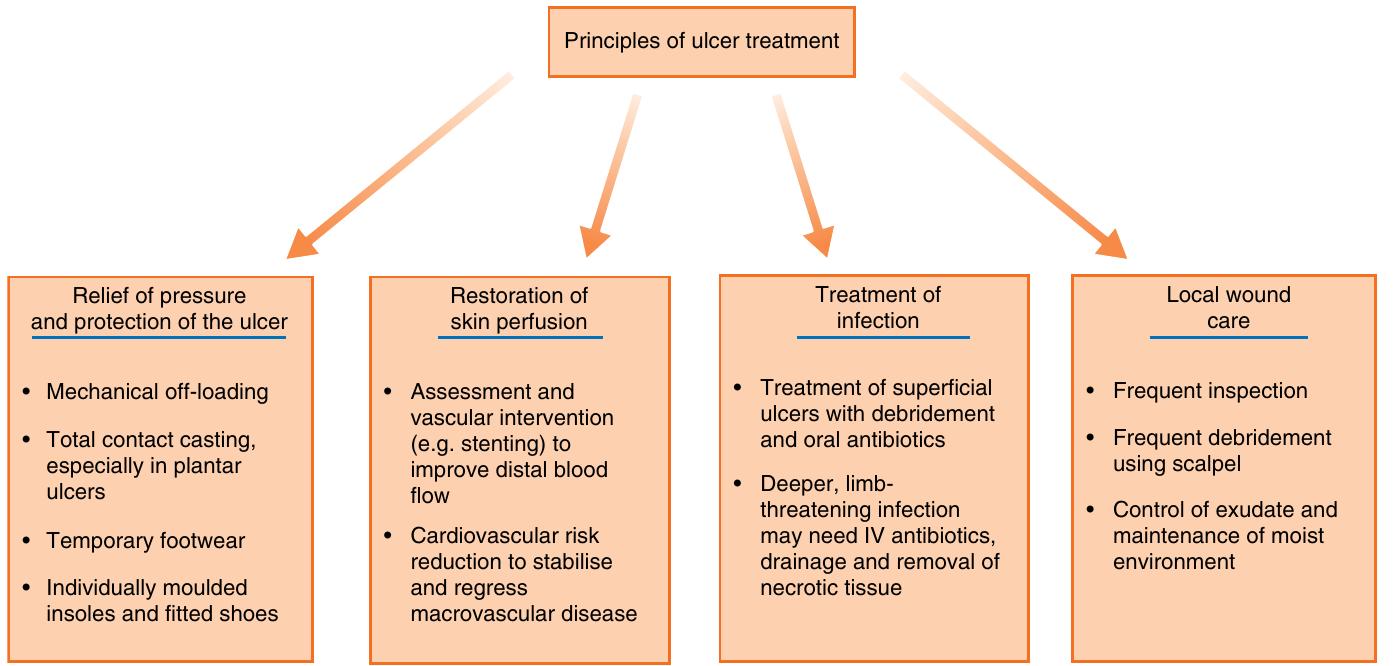 Principles of ulcer treatment
Relief of pressure
and protection of the ulcer
• Mechanical off-loading
• Total contact casting,
especially in plantar
ulcers
• Temporary footwear
• Individually moulded
insoles and fitted shoes
Restoration of
skin perfusion
• Assessment and
vascular intervention
(e.g. stenting) to
improve distal blood
flow
• Cardiovascular risk
reduction to stabilise
and regress
macrovascular disease
Treatment of
infection
• Treatment of superficial
ulcers with debridement
and oral antibiotics
• Deeper, limb-
threatening infection
may need IV antibiotics,
drainage and removal of
necrotic tissue
Local wound
care
• Frequent inspection
• Frequent debridement
using scalpel
• Control of exudate and
maintenance of moist
environment